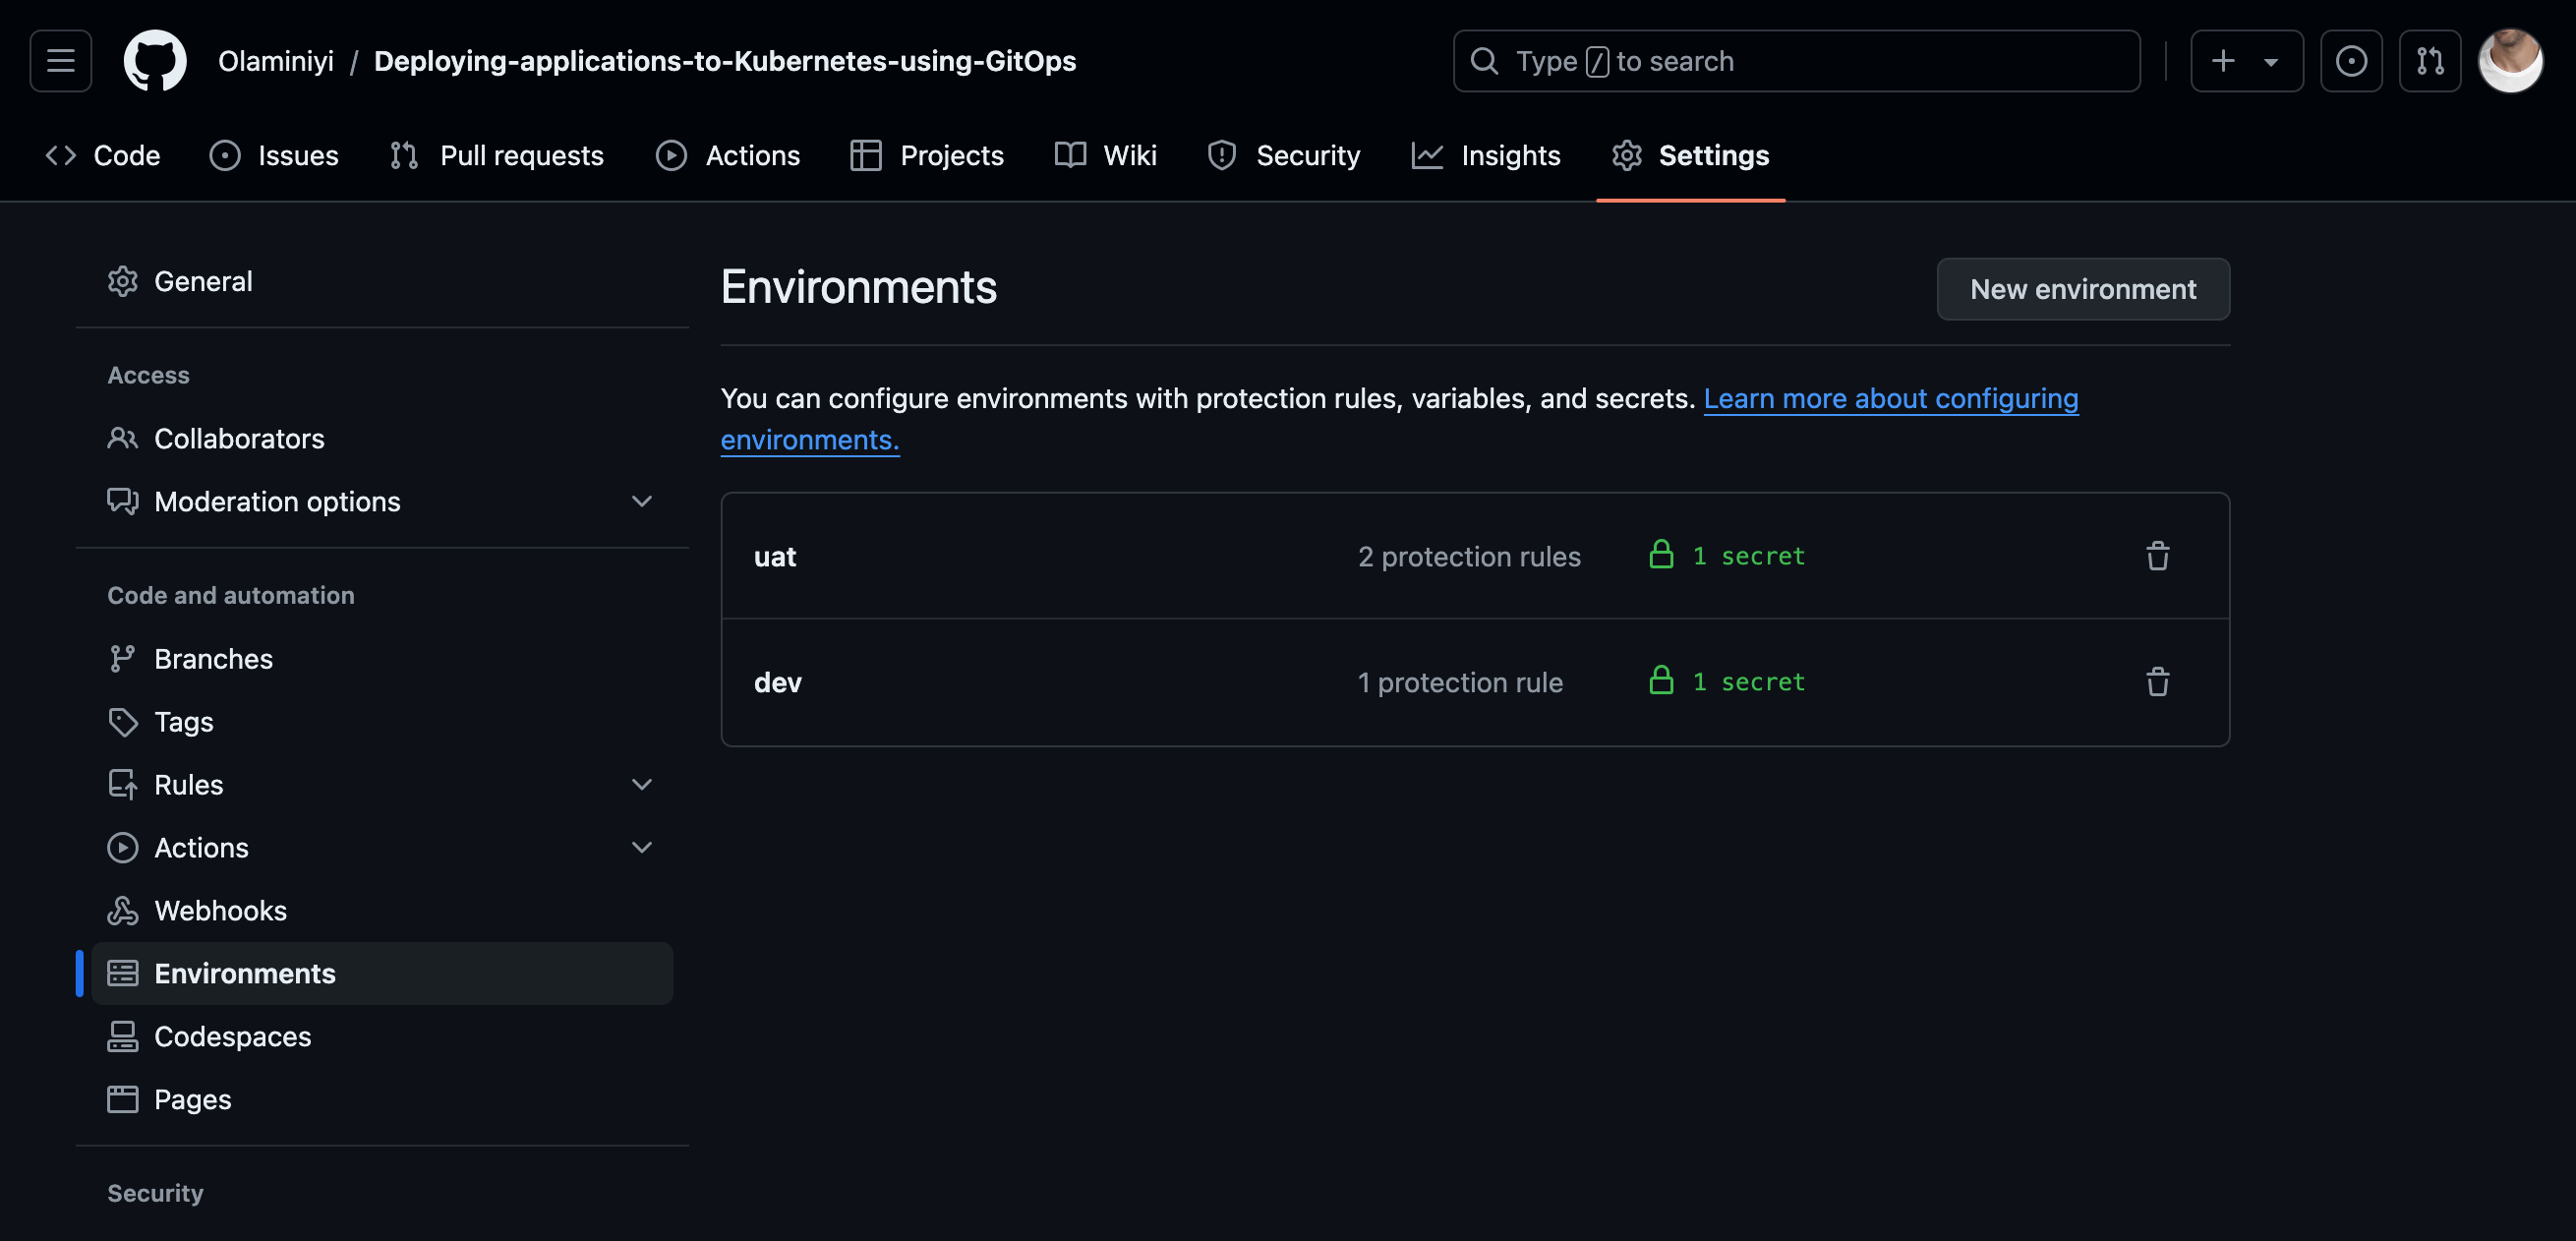 Olaminiyi / Deploying-applications-to-Kubernetes-using-GitOps
Type / to search
Code
Issues
Pull requests
Actions
Projects
Wiki
Security
Insights
Settings
General
Access
Collaborators
Moderation options
Code and automation
Branches
Tags
Rules
Actions
Webhooks
Environments
Codespaces
Pages
Security
Environments
New environment
You can configure environments with protection rules, variables, and secrets. Learn more about configuring
environments.
uat 2 protection rules 1 secret
dev 1 protection rule 1 secret